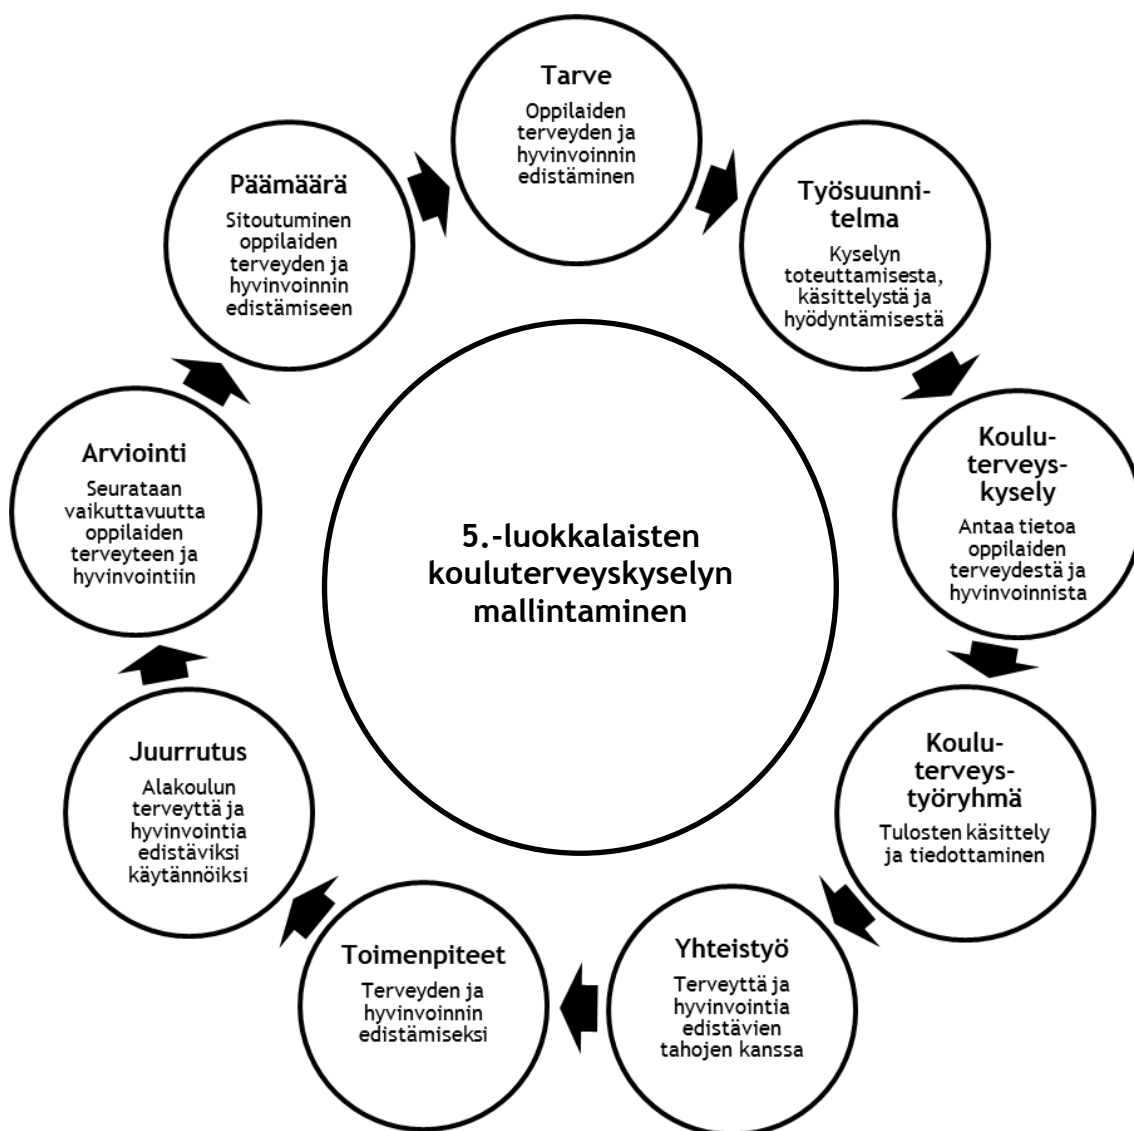 Tarve
Oppilaiden
terveyden ja
hyvinvoinnin
edistäminen
Työsuunni-
telma
Kyselyn
toteuttamisesta,
käsittelystä ja
hyödyntämisestä
Koulu-
terveys-
kysely
Antaa tietoa
oppilaiden
terveydestä ja
hyvinvoinnista
Koulu-
terveys-
työryhmä
Tulosten käsittely
ja tiedottaminen
Yhteistyö
Terveyttä ja
hyvinvointia
edistävien
tahojen kanssa
Toimenpiteet
Terveyden ja
hyvinvoinnin
edistämiseksi
Juurrutus
Alakoulun
terveyttä ja
hyvinvointia
edistäviksi
käytännöiksi
Arviointi
Seurataan
vaikuttavuutta
oppilaiden
terveyteen ja
hyvinvointiin
Päämäärä
Sitoutuminen
oppilaiden
terveyden ja
hyvinvoinnin
edistämiseen
5.-luokkalaisten
kouluterveyskyselyn
mallintaminen